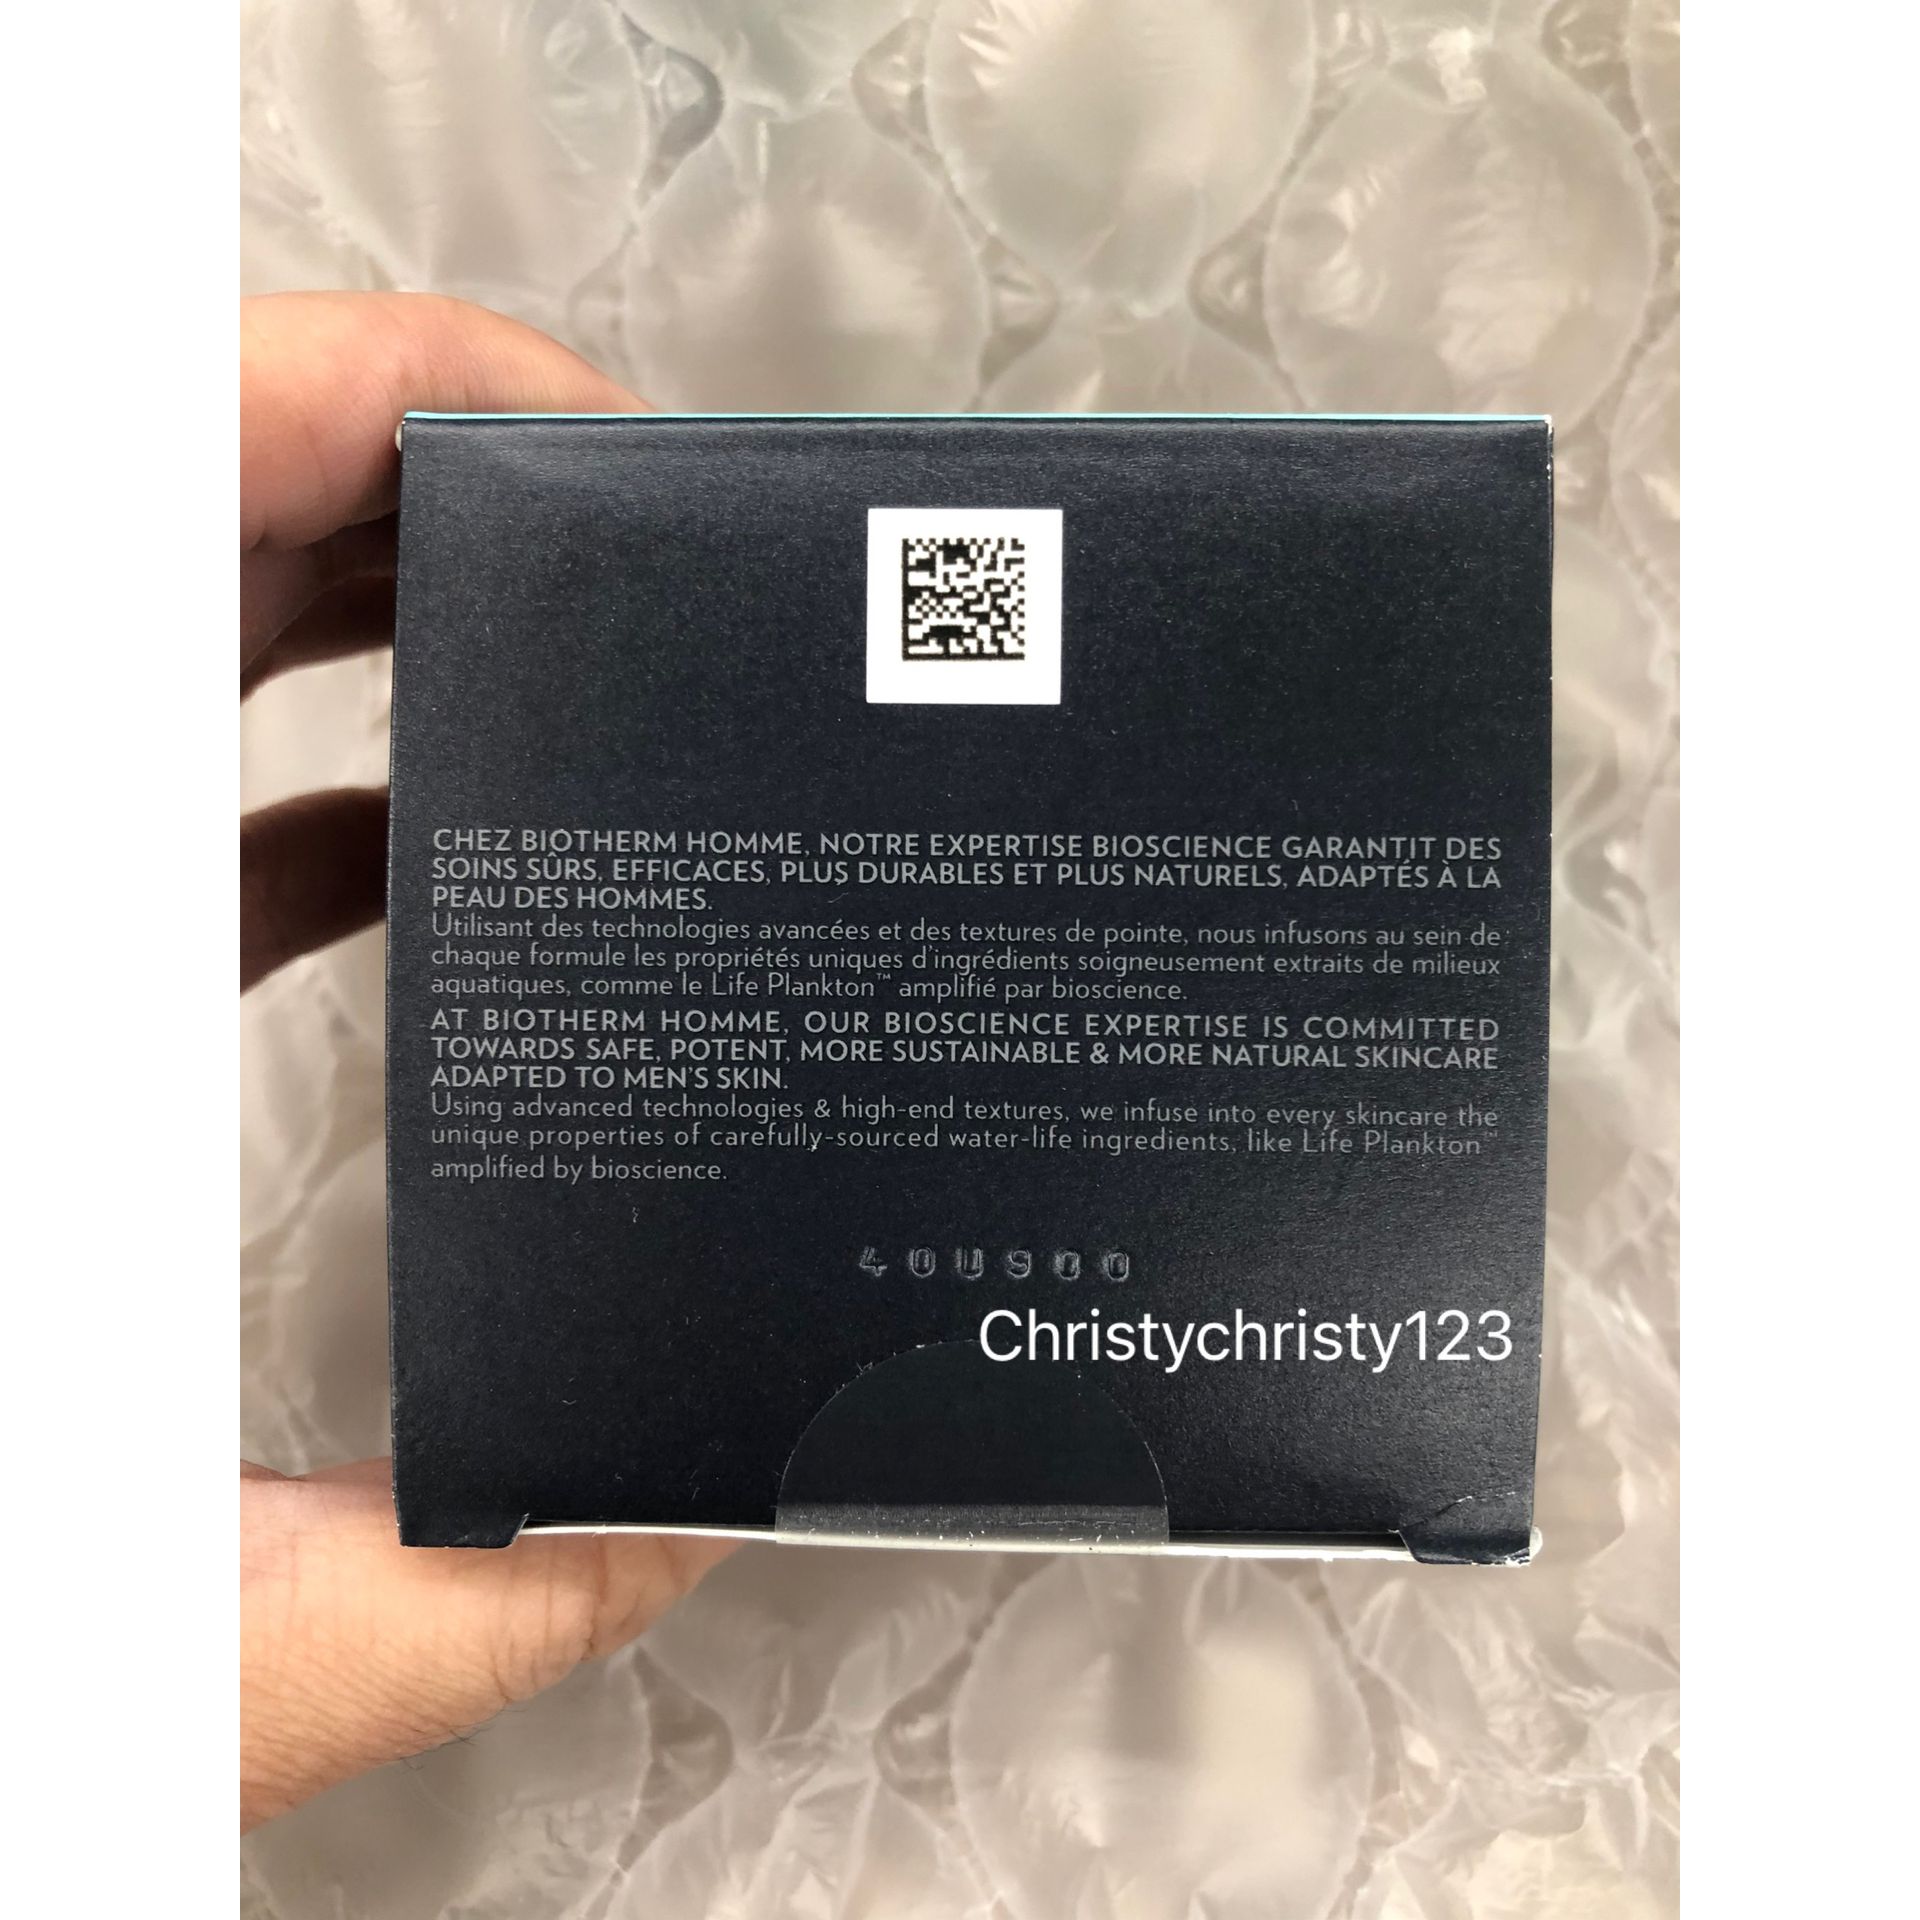 CHEZ BIOTHERM HOMME, NOTRE EXPERTISE BIOSCIENCE GARANTIT DES
SOINS SÛRS, EFFICACES, PLUS DURABLES ET PLUS NATURELS, ADAPTÉS À LA
PEAU DES HOMMES.
Utilisant des technologies avancées et des textures de pointe, nous infusons au sein de
chaque formule les propriétés uniques d'ingrédients soigneusement extraits de milieux
aquatiques, comme le Life Plankton™ amplifié par bioscience.
AT BIOTHERM HOMME, OUR BIOSCIENCE EXPERTISE IS COMMITTED
TOWARDS SAFE, POTENT, MORE SUSTAINABLE & MORE NATURAL SKINCARE
ADAPTED TO MEN'S SKIN.
Using advanced technologies & high-end textures, we infuse into every skincare the
unique properties of carefully-sourced water-life ingredients, like Life Plankton™
amplified by bioscience.
40U900
Christychristy123